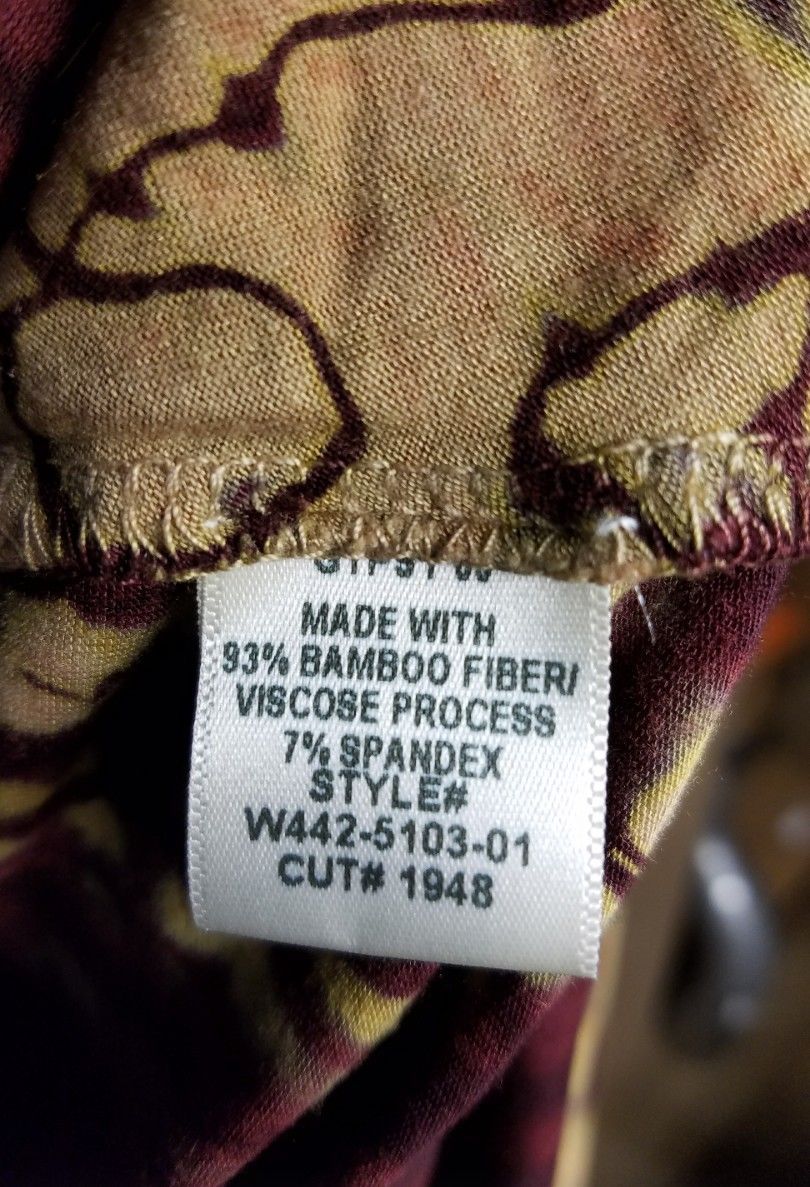 MADE WITH
93% BAMBOO FIBER/
VISCOSE PROCESS
7% SPANDEX
STYLE#
W442-5103-01
CUT# 1948